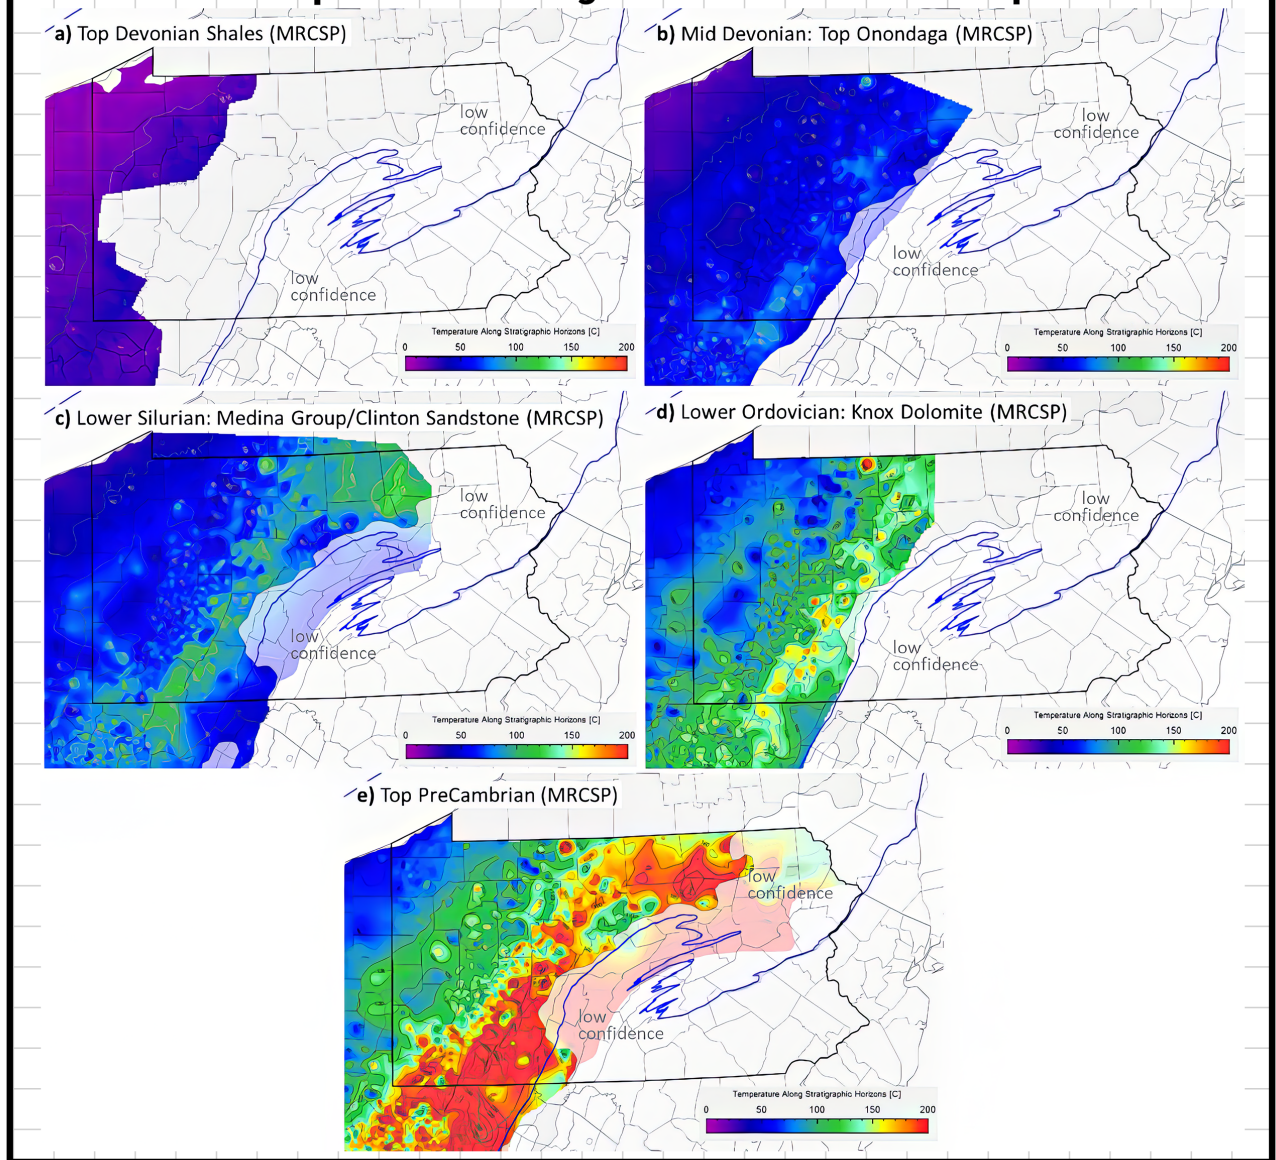 a) Top Devonian Shales (MRCSP)
low
confidence
low
confidence
Temperature Along Stratigraphic Horizons [C]
0 50 100 150 200
b) Mid Devonian: Top Onondaga (MRCSP)
low
confidence
low
confidence
Temperature Along Stratigraphic Horizons [C]
0 50 100 150 200
c) Lower Silurian: Medina Group/Clinton Sandstone (MRCSP)
low
confidence
low
confidence
Temperature Along Stratigraphic Horizons [C]
0 50 100 150 200
d) Lower Ordovician: Knox Dolomite (MRCSP)
low
confidence
low
confidence
Temperature Along Stratigraphic Horizons [C]
0 50 100 150 200
e) Top PreCambrian (MRCSP)
low
confidence
low
confidence
Temperature Along Stratigraphic Horizons [C]
0 50 100 150 200